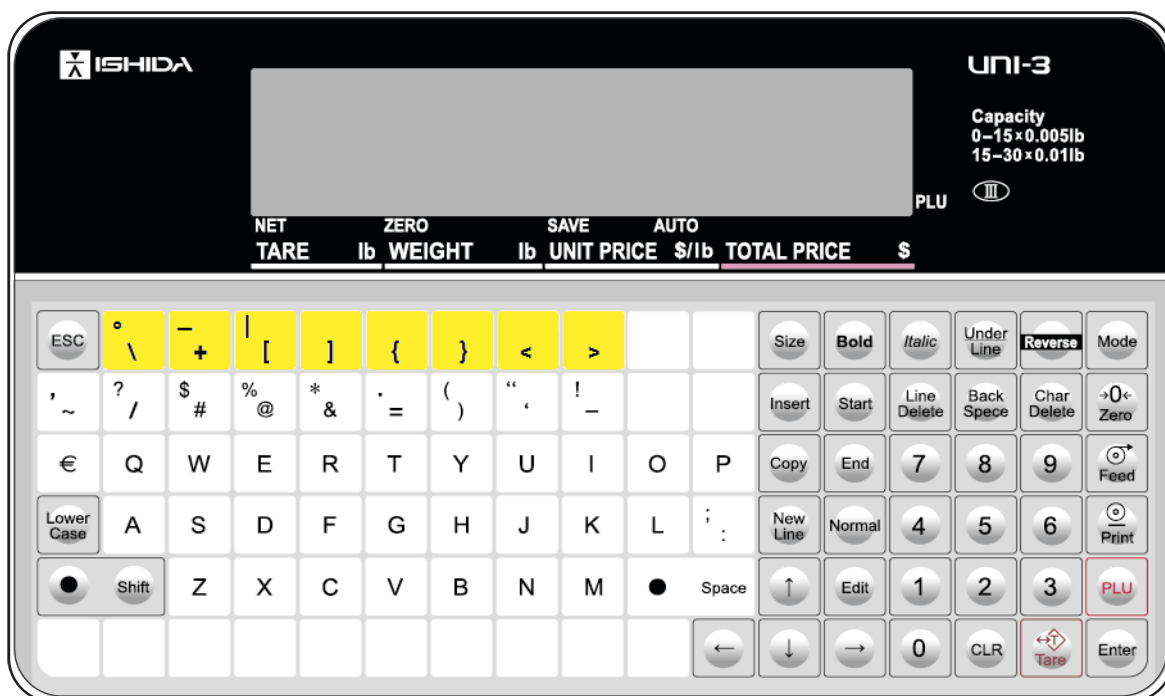 ISHIDA
UNI-3
Capacity
0–15×0.005lb
15–30×0.01lb
III
PLU
NET ZERO SAVE AUTO
TARE lb WEIGHT lb UNIT PRICE $/lb TOTAL PRICE $
ESC ° \ – + | [ ] { } < > Size Bold Italic Under Line Reverse Mode
, ~ ? / $ # % @ * & . = ( ) “ ‘ ! – Insert Start Line Delete Back Spece Char Delete →0← Zero
€ Q W E R T Y U I O P Copy End 7 8 9 Feed
Lower Case A S D F G H J K L ; : New Line Normal 4 5 6 Print
● Shift Z X C V B N M ● Space ↑ Edit 1 2 3 PLU
← ↓ → 0 CLR ↔T Tare Enter